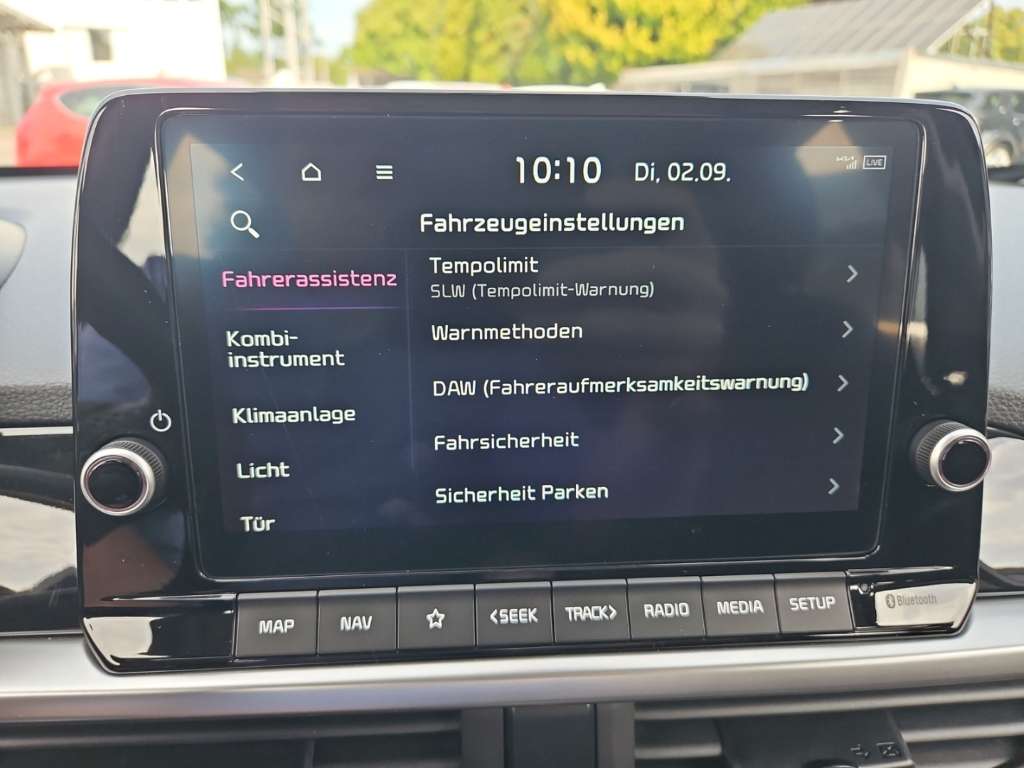 10:10 Di, 02.09. LIVE
Fahrzeugeinstellungen
Fahrerassistenz
Kombi-
instrument
Klimaanlage
Licht
Tür
Tempolimit
SLW (Tempolimit-Warnung)
Warnmethoden
DAW (Fahreraufmerksamkeitswarnung)
Fahrsicherheit
Sicherheit Parken
MAP NAV <SEEK TRACK> RADIO MEDIA SETUP Bluetooth